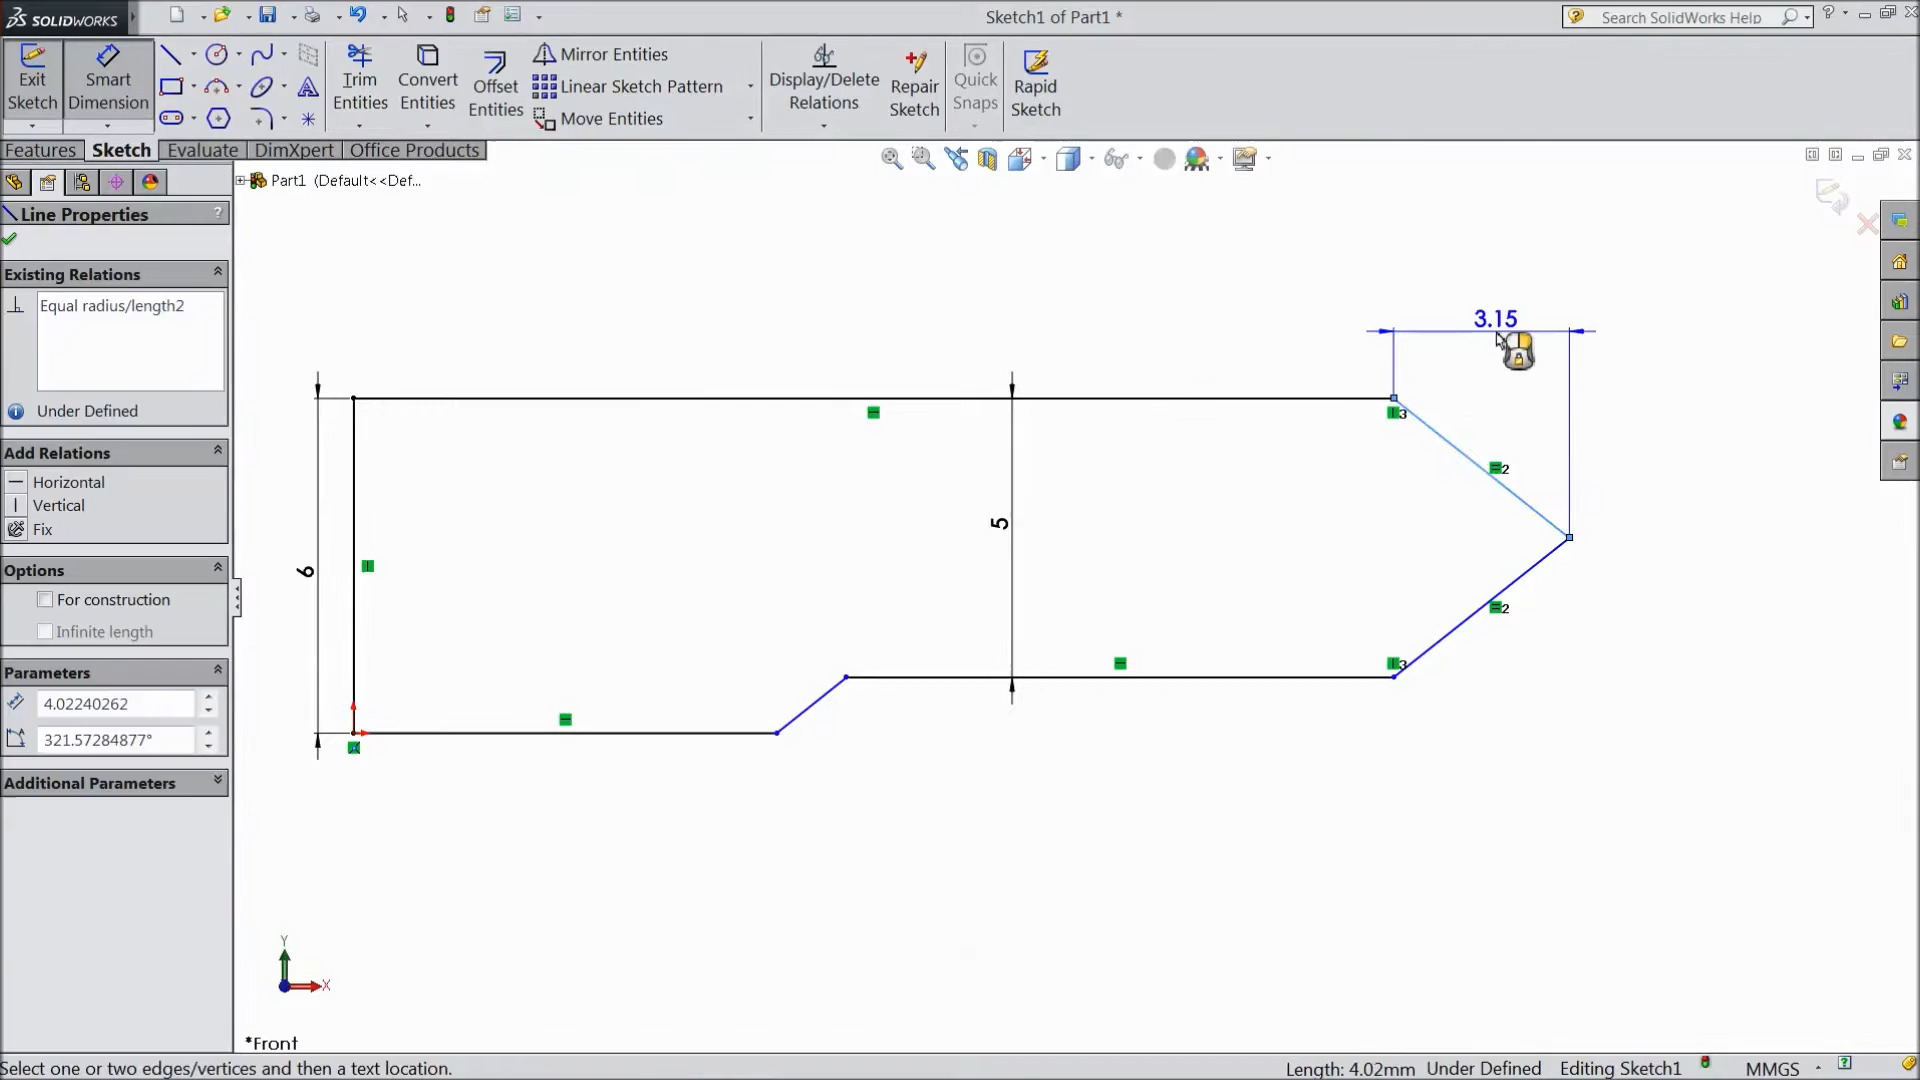 SOLIDWORKS
Sketch1 of Part1 *
Search SolidWorks Help
Exit Sketch
Smart Dimension
Trim Entities
Convert Entities
Offset Entities
Mirror Entities
Linear Sketch Pattern
Move Entities
Display/Delete Relations
Repair Sketch
Quick Snaps
Rapid Sketch
Features
Sketch
Evaluate
DimXpert
Office Products
Part1 (Default<<Def...
Line Properties
?
Existing Relations
Equal radius/length2
Under Defined
Add Relations
Horizontal
Vertical
Fix
Options
For construction
Infinite length
Parameters
4.02240262
321.57284877°
Additional Parameters
3.15
3
2
5
6
2
3
Y
X
*Front
Select one or two edges/vertices and then a text location.
Length: 4.02mm
Under Defined
Editing Sketch1
MMGS